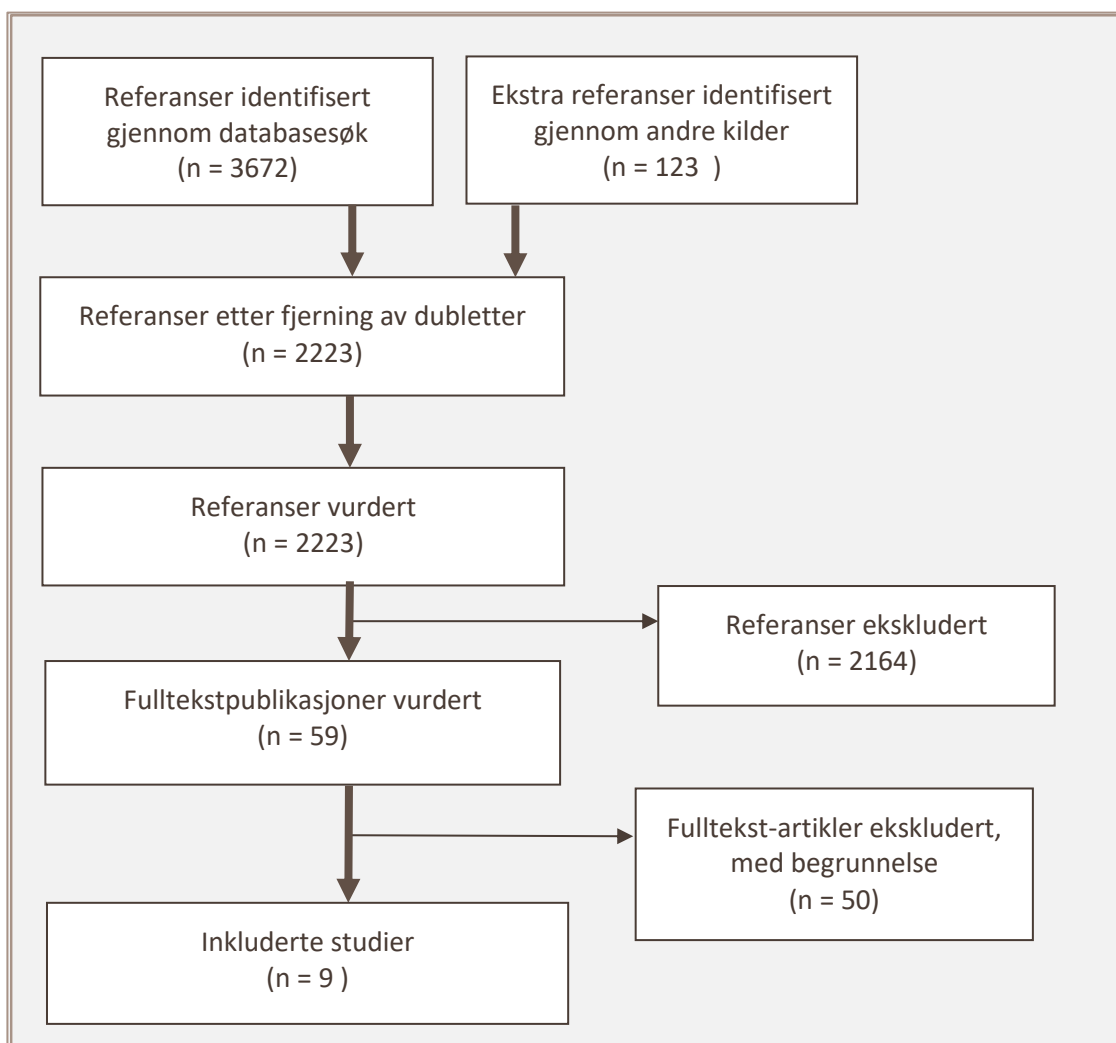 Referanser identifisert
gjennom databasesøk
(n = 3672)
Ekstra referanser identifisert
gjennom andre kilder
(n = 123  )
Referanser etter fjerning av dubletter
(n = 2223)
Referanser vurdert
(n = 2223 )
Referanser ekskludert
(n = 2164)
Fulltekstpublikasjoner vurdert
(n = 59)
Fulltekst-artikler ekskludert,
med begrunnelse
(n = 50)
Inkluderte studier
(n = 9 )